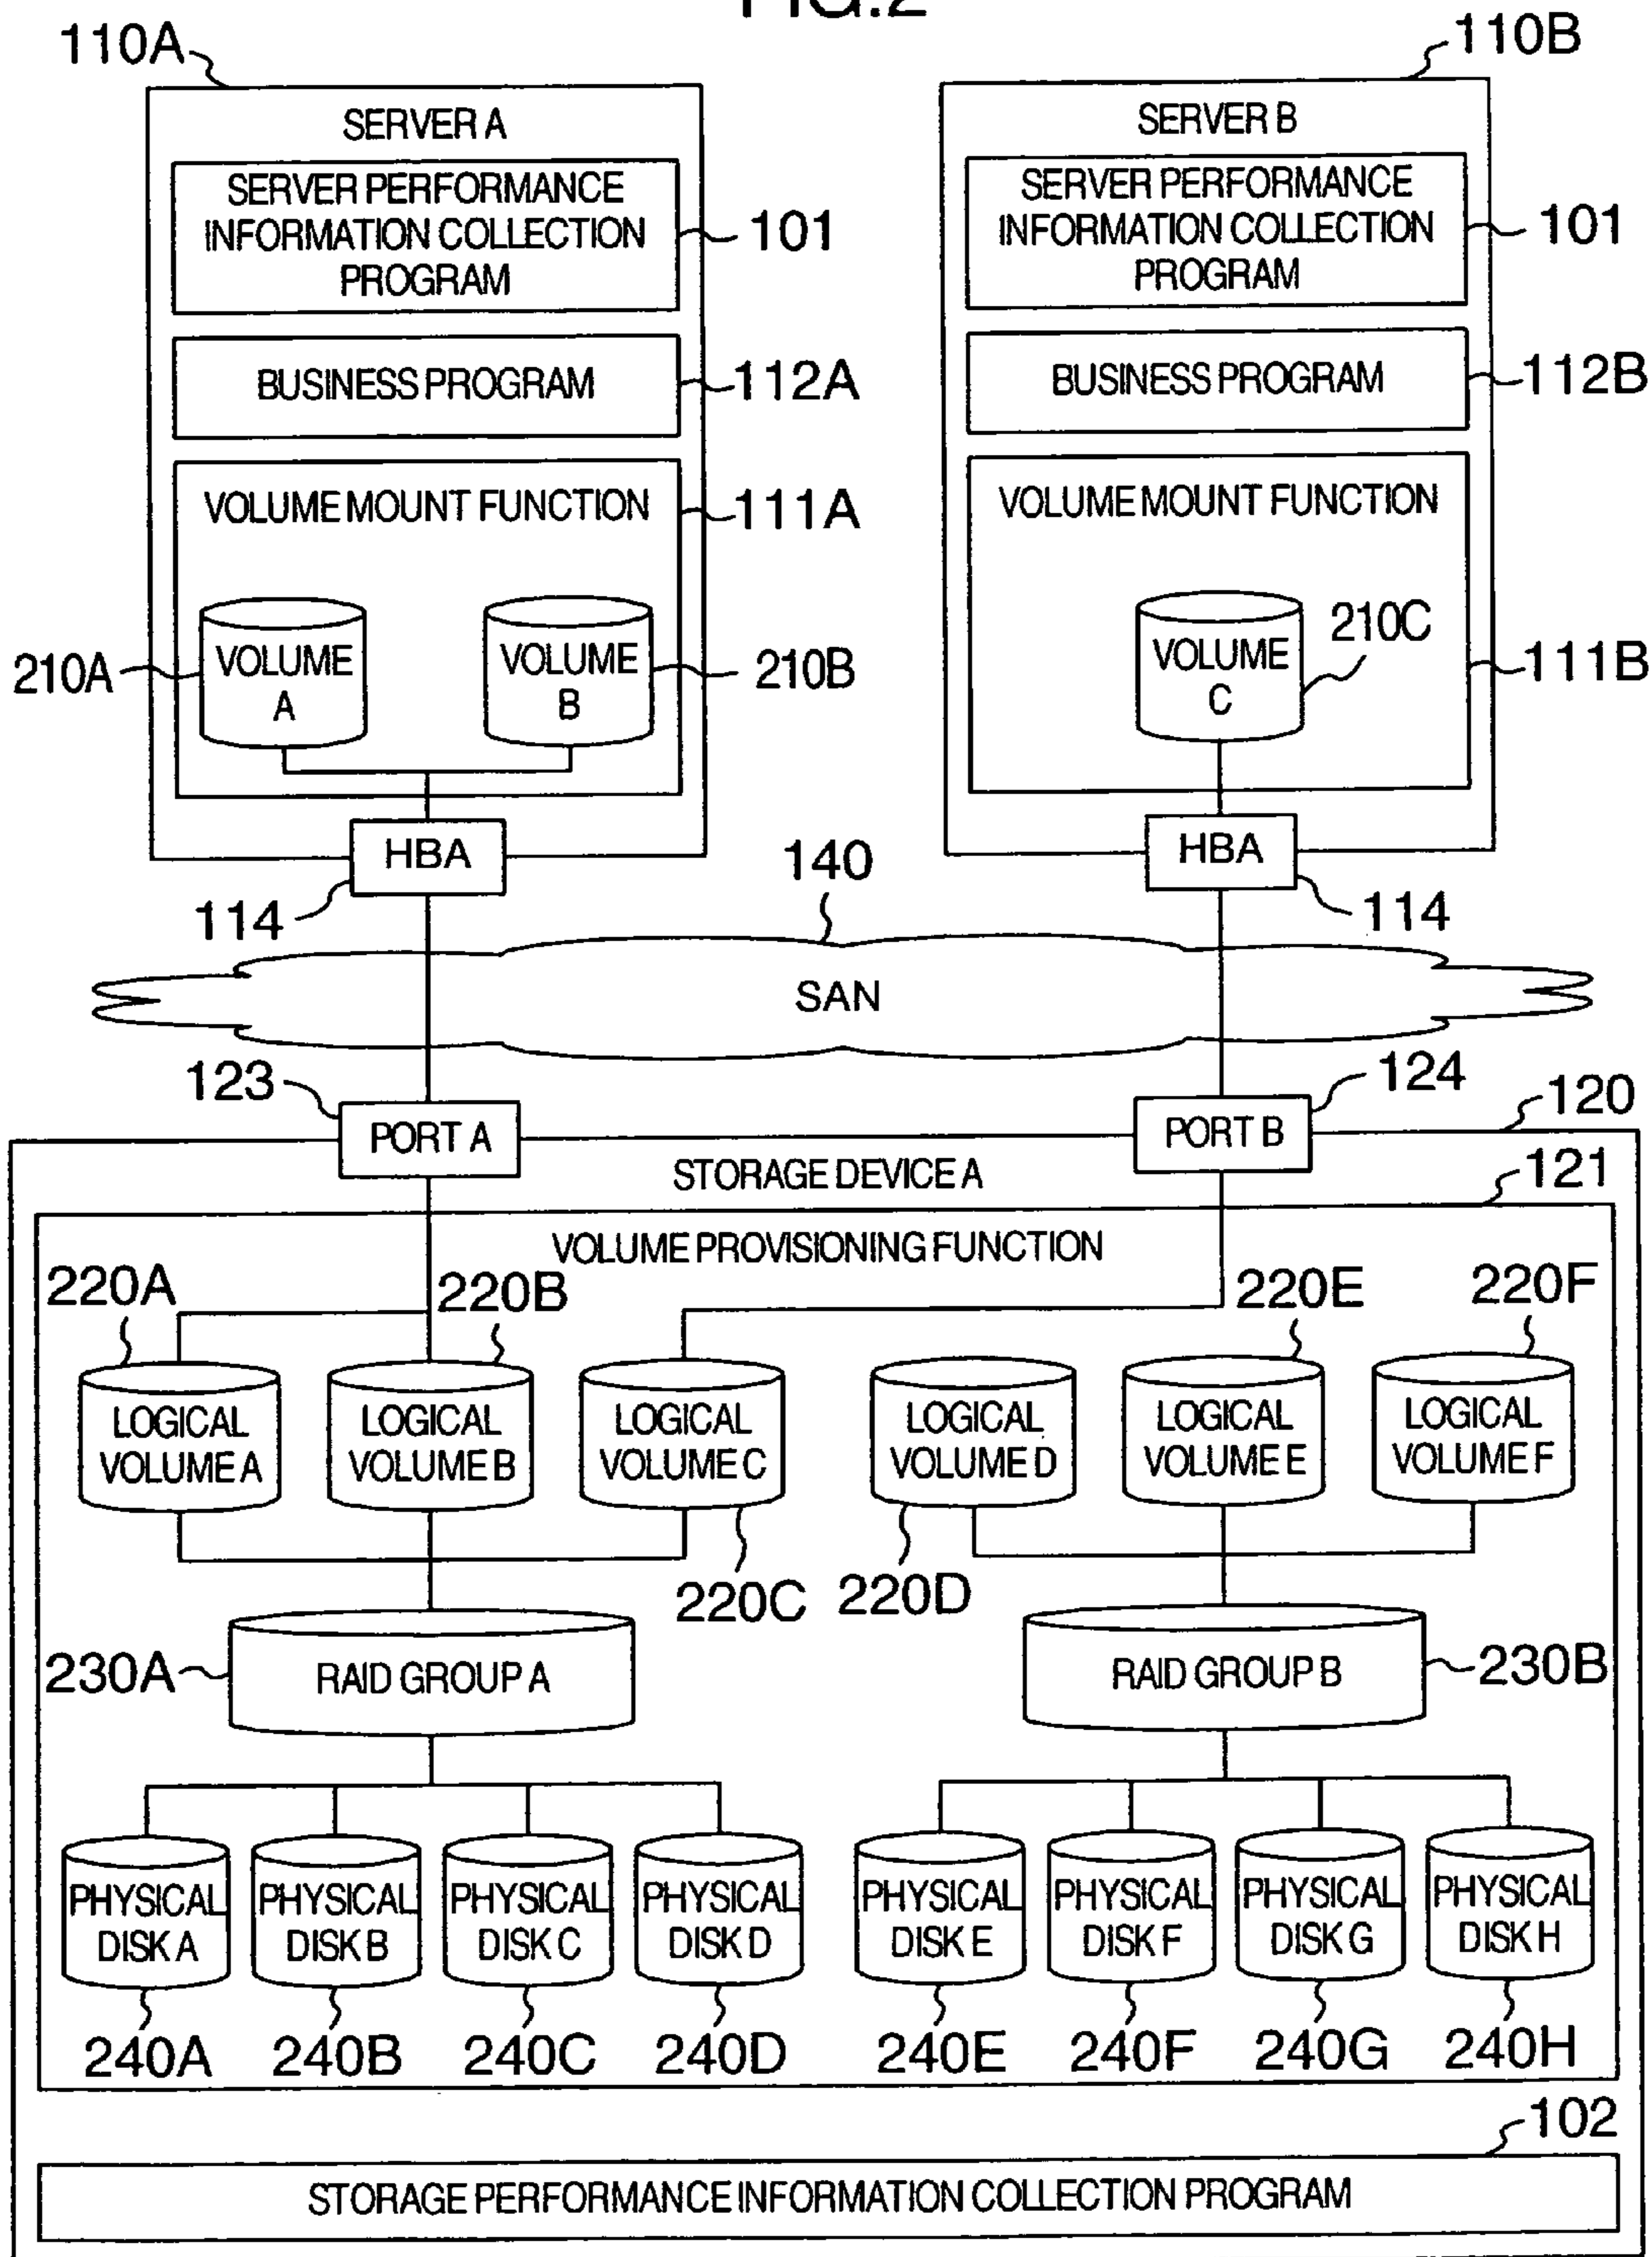 FIG.2
110A
110B
SERVER A
SERVER B
SERVER PERFORMANCE
INFORMATION COLLECTION
PROGRAM
101
SERVER PERFORMANCE
INFORMATION COLLECTION
PROGRAM
101
BUSINESS PROGRAM
112A
BUSINESS PROGRAM
112B
VOLUME MOUNT FUNCTION
111A
VOLUME MOUNT FUNCTION
111B
210A
VOLUME
A
VOLUME
B
210B
VOLUME
C
210C
HBA
114
HBA
114
140
SAN
123
PORT A
124
PORT B
120
STORAGE DEVICE A
121
VOLUME PROVISIONING FUNCTION
220A
220B
220E
220F
LOGICAL
VOLUME A
LOGICAL
VOLUME B
LOGICAL
VOLUME C
LOGICAL
VOLUME D
LOGICAL
VOLUME E
LOGICAL
VOLUME F
220C
220D
230A
RAID GROUP A
RAID GROUP B
230B
PHYSICAL
DISK A
PHYSICAL
DISK B
PHYSICAL
DISK C
PHYSICAL
DISK D
PHYSICAL
DISK E
PHYSICAL
DISK F
PHYSICAL
DISK G
PHYSICAL
DISK H
240A
240B
240C
240D
240E
240F
240G
240H
102
STORAGE PERFORMANCE INFORMATION COLLECTION PROGRAM